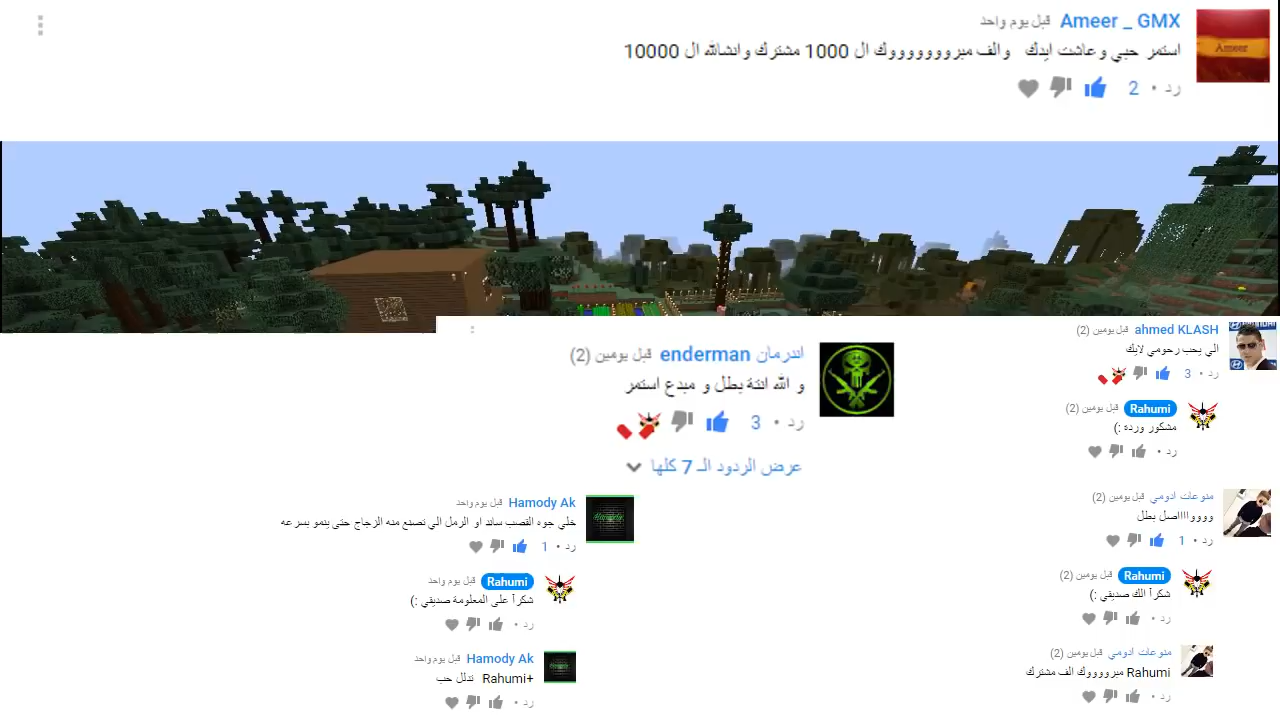 Ameer _ GMX قبل يوم واحد
Ameer
استمر حبي وعاشت ايدك والف مبروووووووك ال 1000 مشترك وانشالله ال 10000
رد • 2
ahmed KLASH قبل يومين (2)
الي يحب رحومي لايك
رد • 3
Rahumi قبل يومين (2)
مشكور ورده :)
رد •
اندرمان enderman قبل يومين (2)
و الله انتة بطل و مبدع استمر
رد • 3
عرض الردود الـ 7 كلها
منوعات ادومي قبل يومين (2)
وووواااصل بطل
رد • 1
Rahumi قبل يومين (2)
شكراً الك صديقي :)
رد •
منوعات ادومي قبل يومين (2)
Rahumi مبرووووك الف مشترك
رد •
Hamody Ak قبل يوم واحد
خلي جوه القصب ساند او الرمل الي تصنع منه الزجاج حتى ينمو بسرعه
رد • 1
Rahumi قبل يوم واحد
شكراً على المعلومة صديقي :)
رد •
Hamody Ak قبل يوم واحد
+Rahumi تدلل حب
رد •